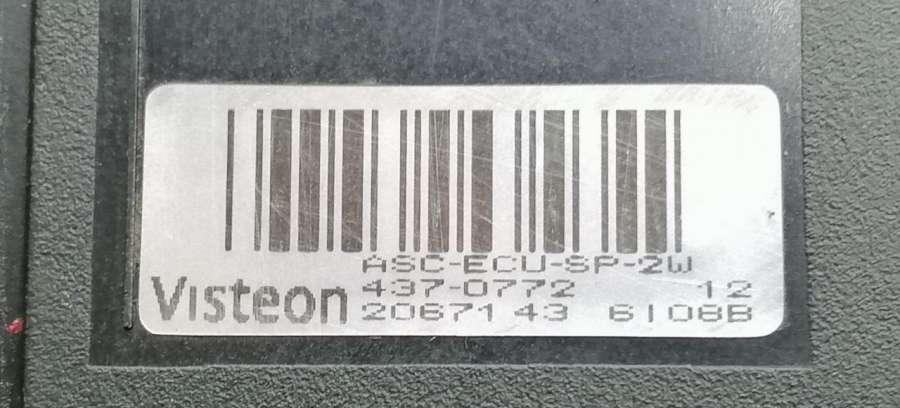 ASC-ECU-SP-2W
Visteon 437-0772 12
2067143 6108B